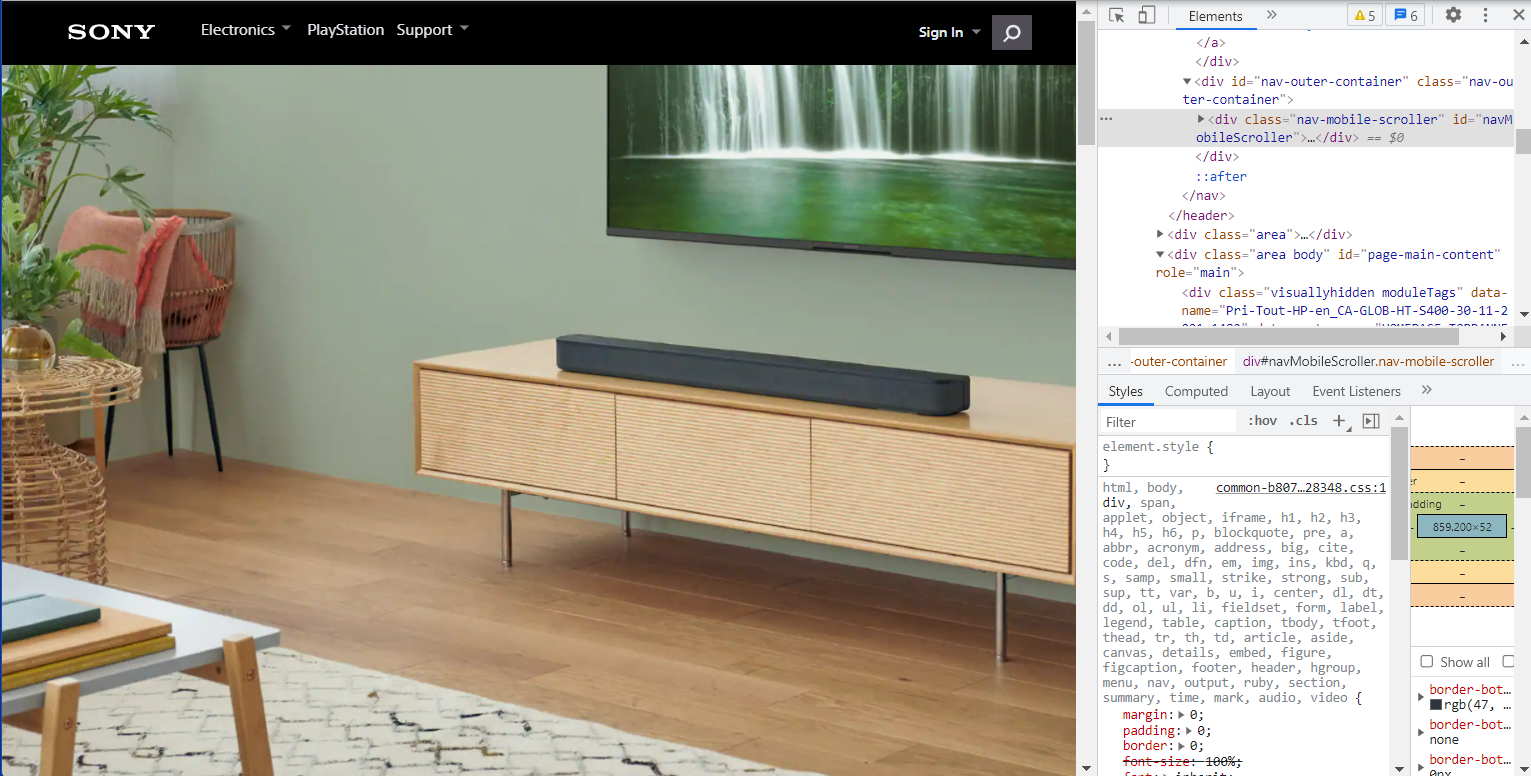 SONY
Electronics
PlayStation
Support
Sign In
Elements
5
6
</a>
</div>
<div id="nav-outer-container" class="nav-ou
ter-container">
<div class="nav-mobile-scroller" id="navM
obileScroller">…</div> == $0
</div>
::after
</nav>
</header>
<div class="area">…</div>
<div class="area body" id="page-main-content"
role="main">
<div class="visuallyhidden moduleTags" data-
name="Pri-Tout-HP-en_CA-GLOB-HT-S400-30-11-2
... -outer-container div#navMobileScroller.nav-mobile-scroller ...
Styles Computed Layout Event Listeners
Filter
:hov .cls
element.style {
}
html, body, common-b807…28348.css:1
div, span,
applet, object, iframe, h1, h2, h3,
h4, h5, h6, p, blockquote, pre, a,
abbr, acronym, address, big, cite,
code, del, dfn, em, img, ins, kbd, q,
s, samp, small, strike, strong, sub,
sup, tt, var, b, u, i, center, dl, dt,
dd, ol, ul, li, fieldset, form, label,
legend, table, caption, tbody, tfoot,
thead, tr, th, td, article, aside,
canvas, details, embed, figure,
figcaption, footer, header, hgroup,
menu, nav, output, ruby, section,
summary, time, mark, audio, video {
margin: 0;
padding: 0;
border: 0;
font-size: 100%;
er
dding
859.200×52
Show all
border-bot…
rgb(47, …
border-bot…
none
border-bot…